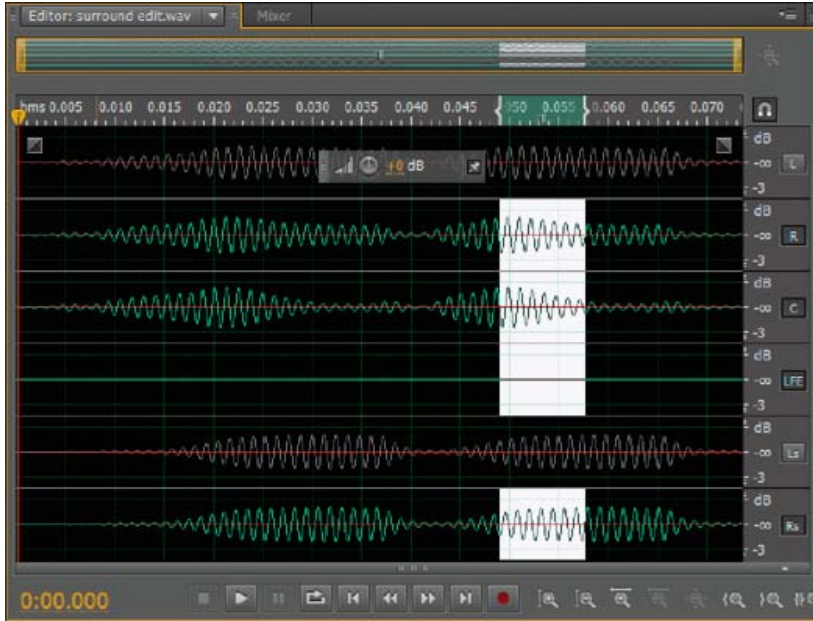 Editor: surround edit.wav
Mixer
hms 0.005 0.010 0.015 0.020 0.025 0.030 0.035 0.040 0.045 0.055 0.060 0.065 0.070
dB
-∞ L
-3
+0 dB
dB
-∞ R
-3
dB
-∞ C
-3
dB
-∞ LFE
-3
dB
-∞ Ls
-3
dB
-∞ Rs
-3
0:00.000